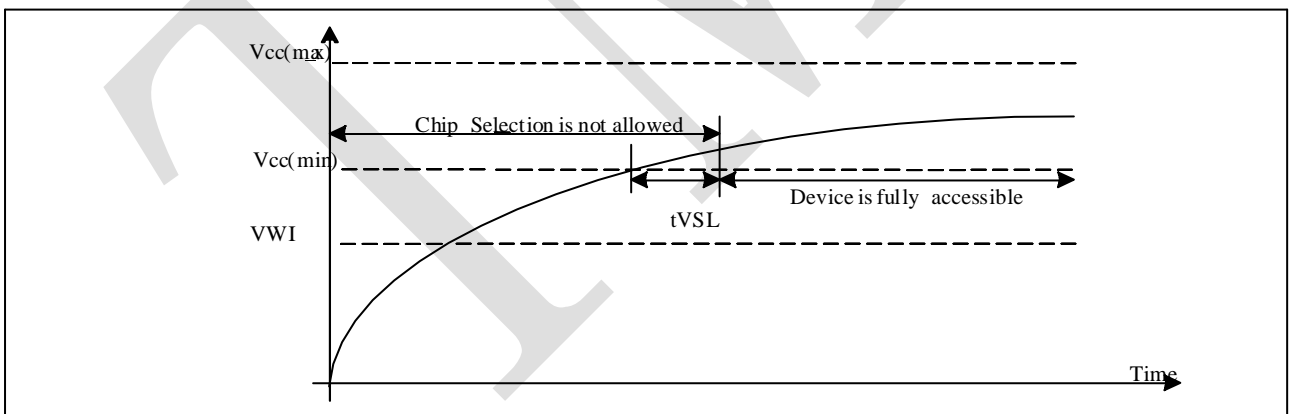 Vcc(max)
Chip Selection is not allowed
Vcc(min)
Device is fully accessible
tVSL
VWI
Time